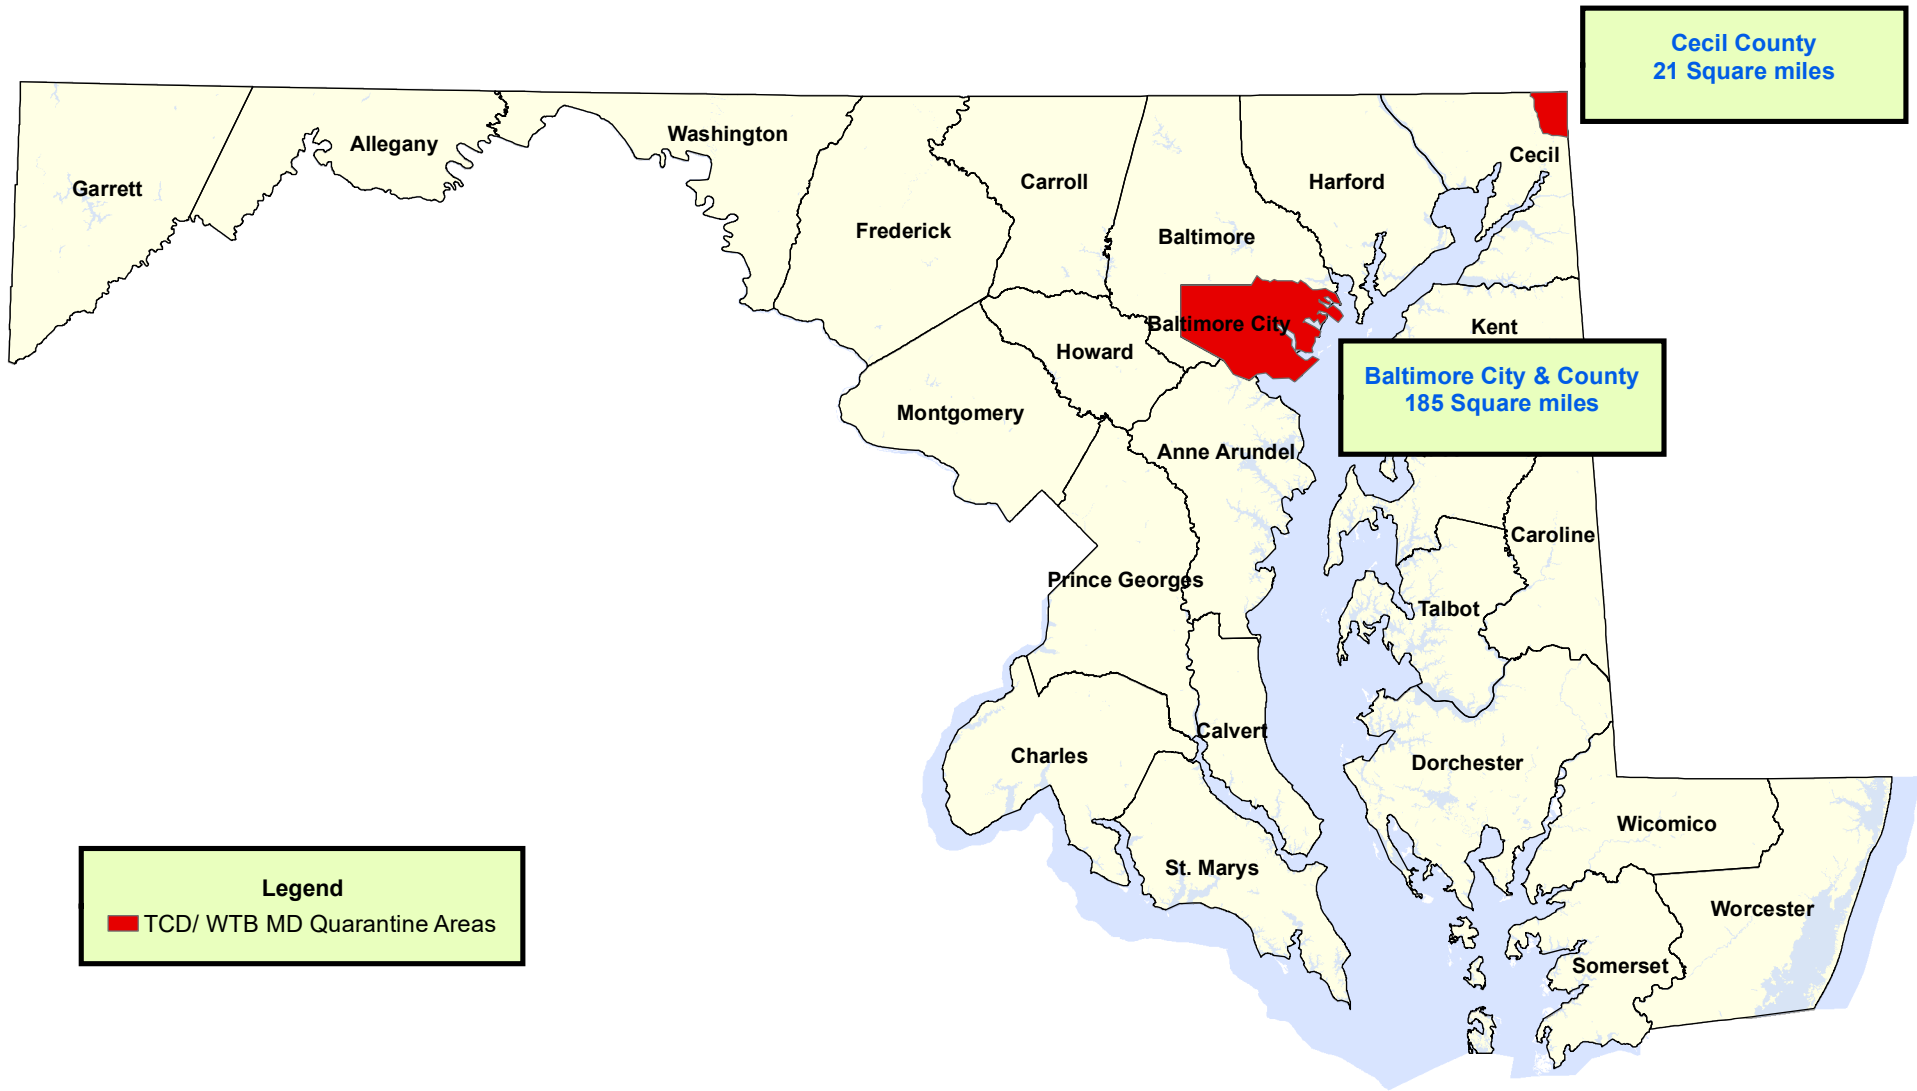 Cecil County
21 Square miles
Washington
Allegany
Garrett
Frederick
Carroll
Baltimore
Harford
Cecil
Baltimore City
Howard
Kent
Baltimore City & County
185 Square miles
Montgomery
Anne Arundel
Caroline
Prince Georges
Talbot
Calvert
Charles
Dorchester
Wicomico
St. Marys
Worcester
Somerset
Legend
TCD/ WTB MD Quarantine Areas